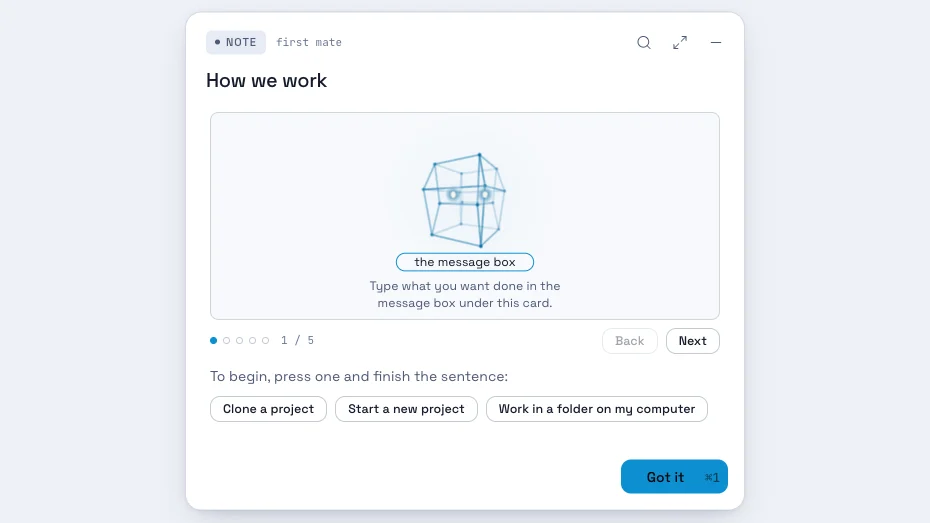 NOTE first mate
How we work
the message box
Type what you want done in the
message box under this card.
1 / 5
Back Next
To begin, press one and finish the sentence:
Clone a project Start a new project Work in a folder on my computer
Got it ⌘1